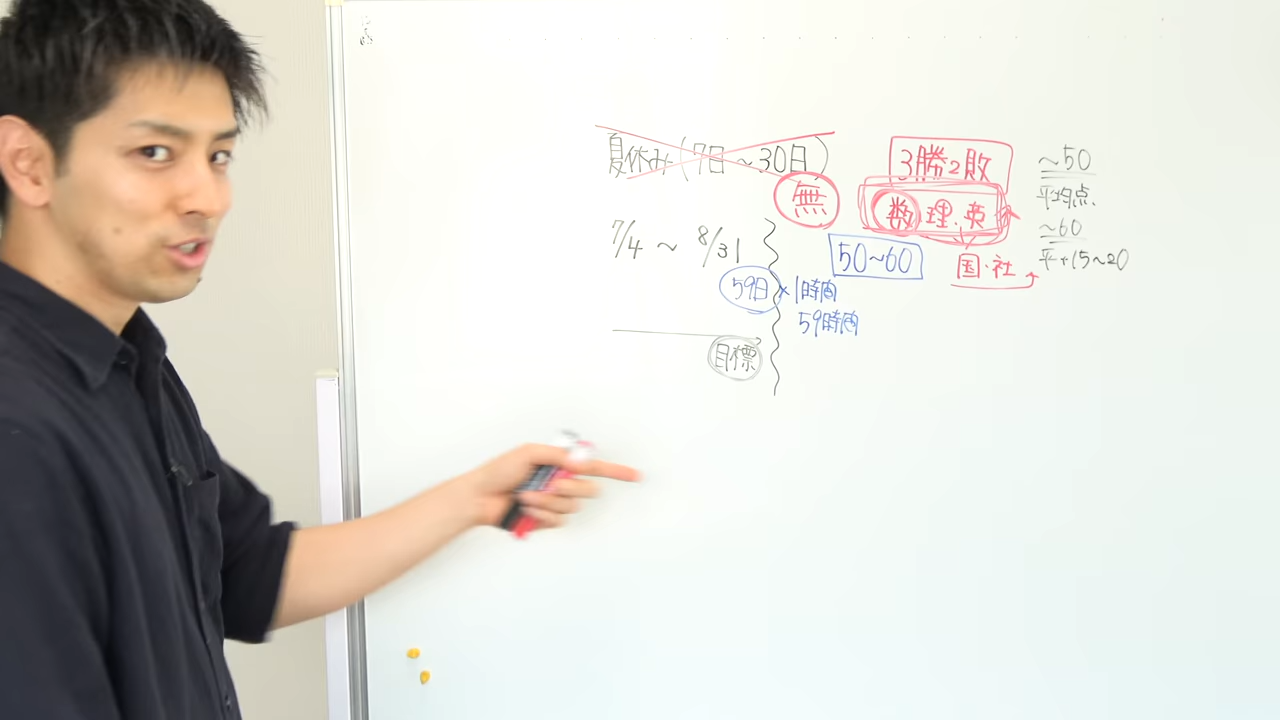 夏休み(7日~30日)
無
7/4 ~ 8/31
59日 × 1時間
59時間
目標
3勝2敗
数理.英
50~60
国・社
~50
平均点.
~60
平+15~20